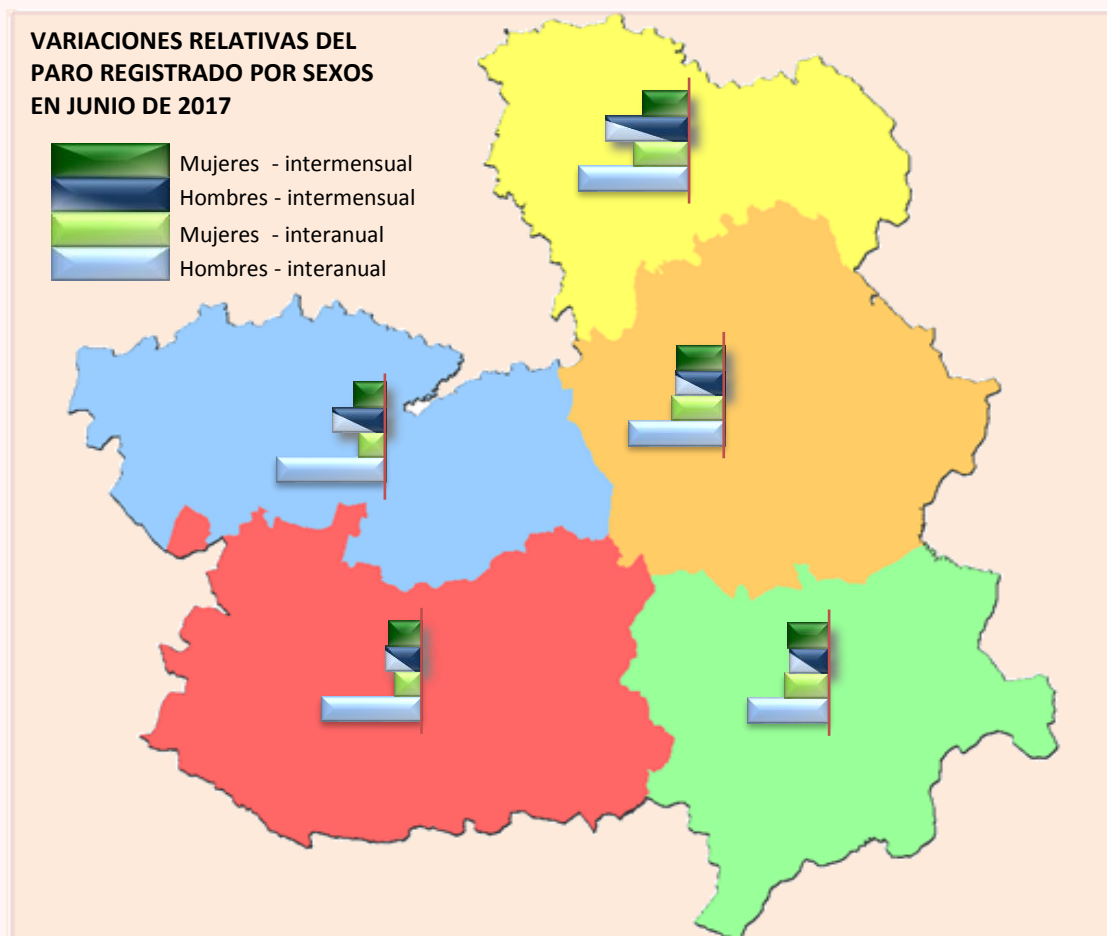 VARIACIONES RELATIVAS DEL
PARO REGISTRADO POR SEXOS
EN JUNIO DE 2017
Mujeres - intermensual
Hombres - intermensual
Mujeres - interanual
Hombres - interanual